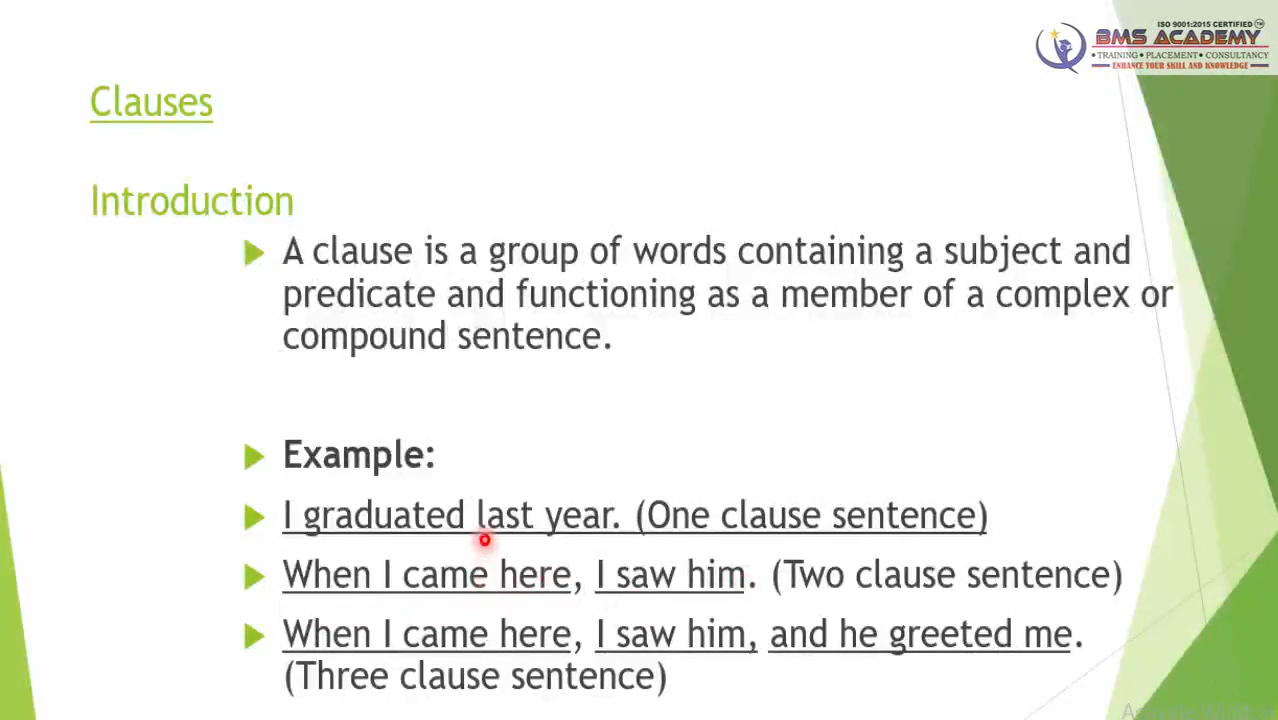 ISO 9001:2015 CERTIFIED TM
BMS ACADEMY
• TRAINING • PLACEMENT • CONSULTANCY
ENHANCE YOUR SKILL AND KNOWLEDGE
Clauses
Introduction
A clause is a group of words containing a subject and
predicate and functioning as a member of a complex or
compound sentence.
Example:
I graduated last year. (One clause sentence)
When I came here, I saw him. (Two clause sentence)
When I came here, I saw him, and he greeted me.
(Three clause sentence)